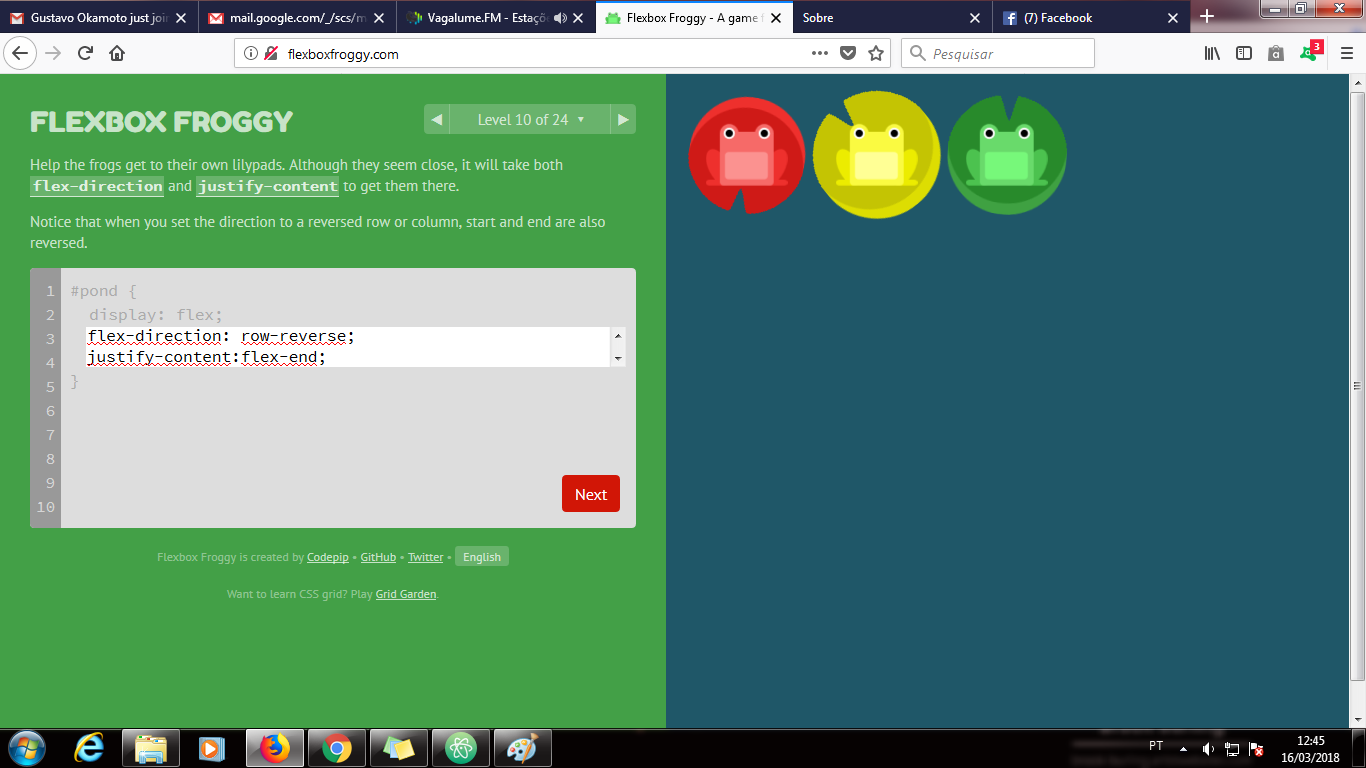 Gustavo Okamoto just join
mail.google.com/_/scs/m
Vagalume.FM - Estaçõe
Flexbox Froggy - A game f
Sobre
(7) Facebook
flexboxfroggy.com
Pesquisar
3
FLEXBOX FROGGY
Level 10 of 24
Help the frogs get to their own lilypads. Although they seem close, it will take both
flex-direction and justify-content to get them there.
Notice that when you set the direction to a reversed row or column, start and end are also
reversed.
1 #pond {
2 display: flex;
3 flex-direction: row-reverse;
4 justify-content:flex-end;
5 }
6
7
8
9
10
Next
Flexbox Froggy is created by Codepip • GitHub • Twitter • English
Want to learn CSS grid? Play Grid Garden.
PT
12:45
16/03/2018